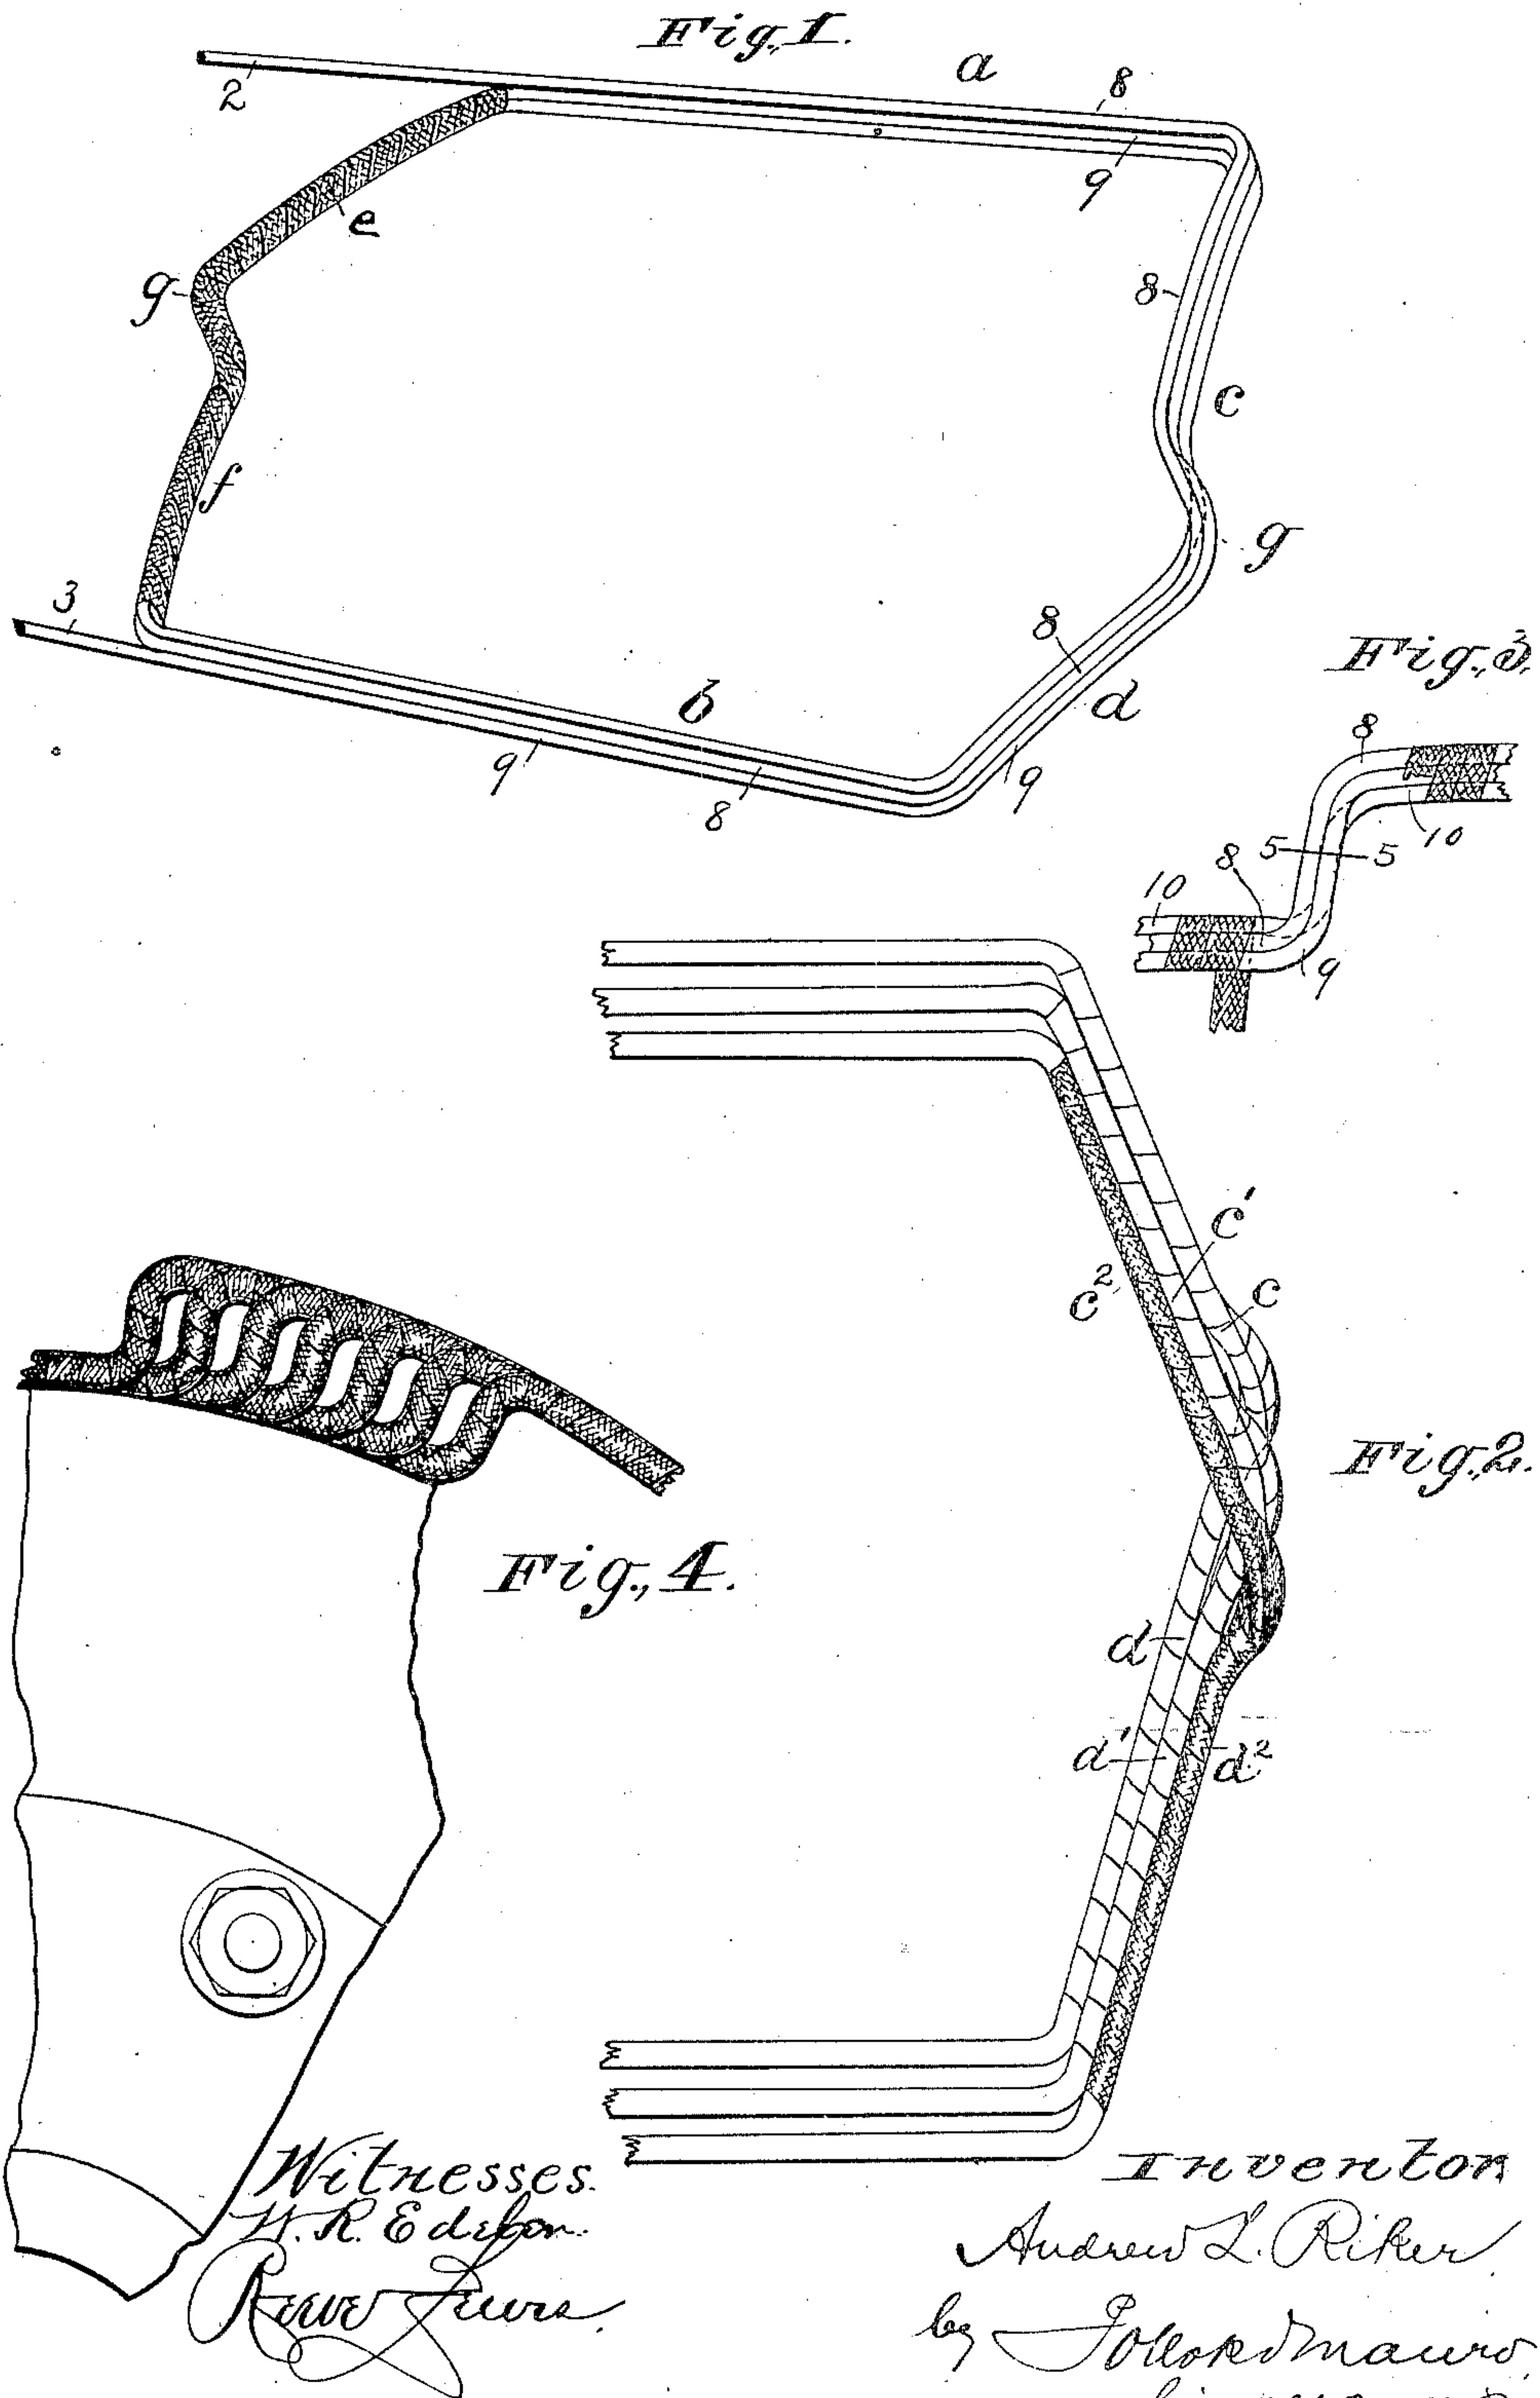 Fig. 1.
a
8
2
9
e
g
8
c
f
g
3
8
b
d
9
8
9
Fig. 3.
8
10
5 5
8
10
9
c'
c²
c
Fig. 2.
Fig. 4.
d
d'
d²
Witnesses.
Inventor
Andrew L. Riker
by